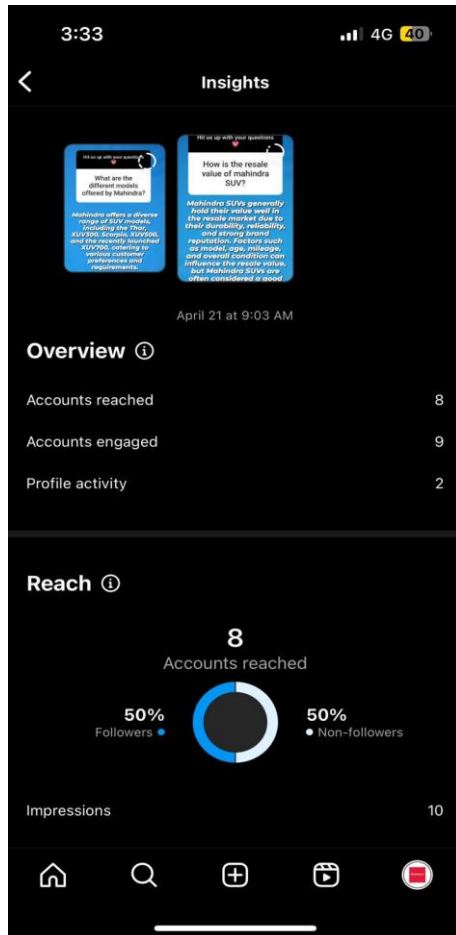 3:33
4G 40
Insights
Hit us up with your questions
What are the
different models
offered by Mahindra?
Mahindra offers a diverse
range of SUV models,
including the Thar,
XUV300, Scorpio, XUV500,
and the recently launched
XUV700, catering to
various customer
preferences and
requirements.
Hit us up with your questions
How is the resale
value of mahindra
SUV?
Mahindra SUVs generally
hold their value well in
the resale market due to
their durability, reliability,
and strong brand
reputation. Factors such
as model, age, mileage,
and overall condition can
influence the resale value,
but Mahindra SUVs are
often considered a good
April 21 at 9:03 AM
Overview
Accounts reached 8
Accounts engaged 9
Profile activity 2
Reach
8
Accounts reached
50%
Followers
50%
Non-followers
Impressions 10